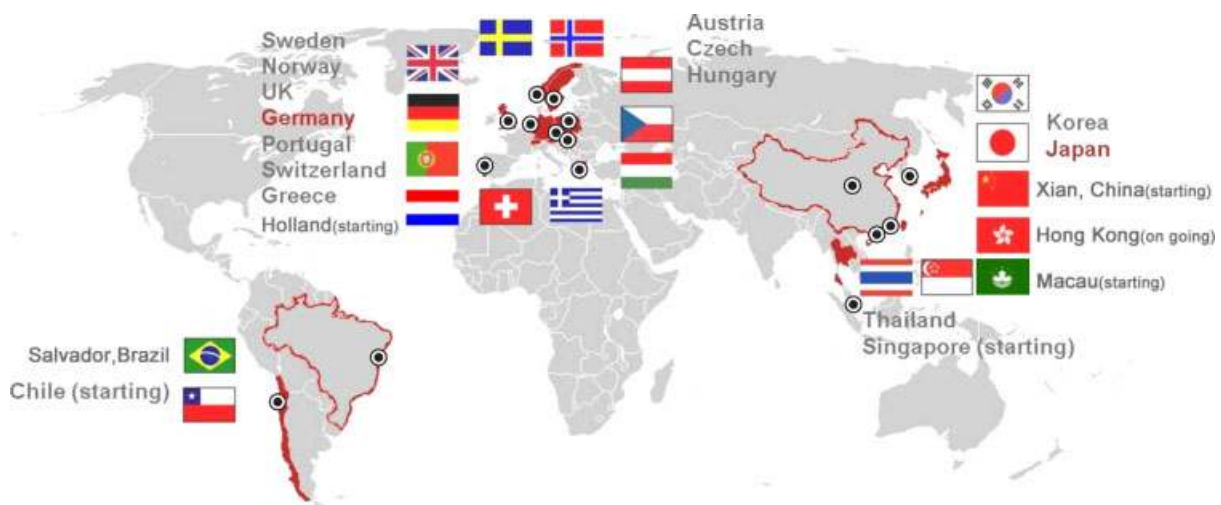 Sweden
Norway
UK
Germany
Portugal
Switzerland
Greece
Holland(starting)
Austria
Czech
Hungary
Korea
Japan
Xian, China(starting)
Hong Kong(on going)
Macau(starting)
Thailand
Singapore (starting)
Salvador,Brazil
Chile (starting)